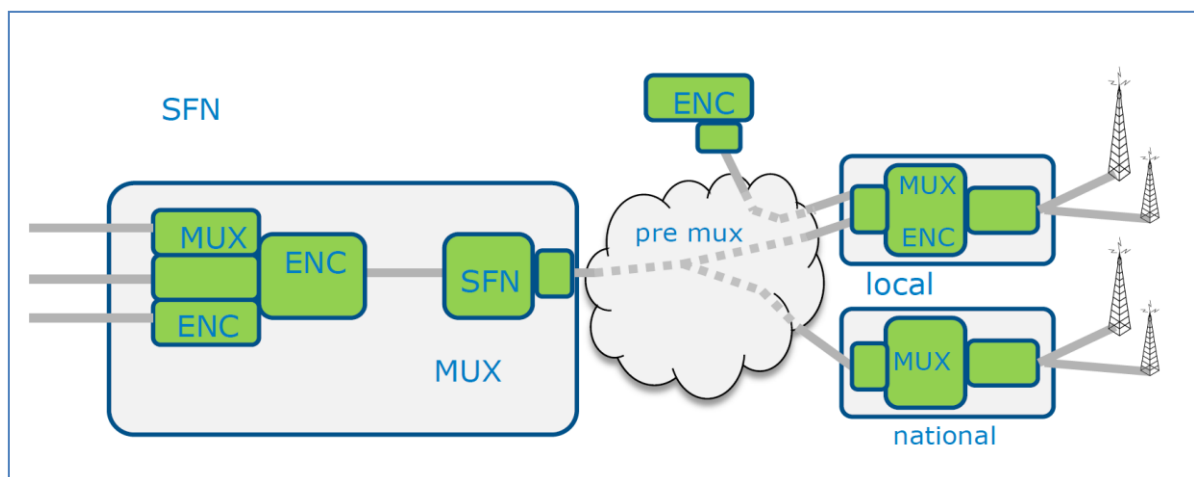 SFN
MUX
ENC
ENC
SFN
MUX
ENC
pre mux
MUX
ENC
local
MUX
national